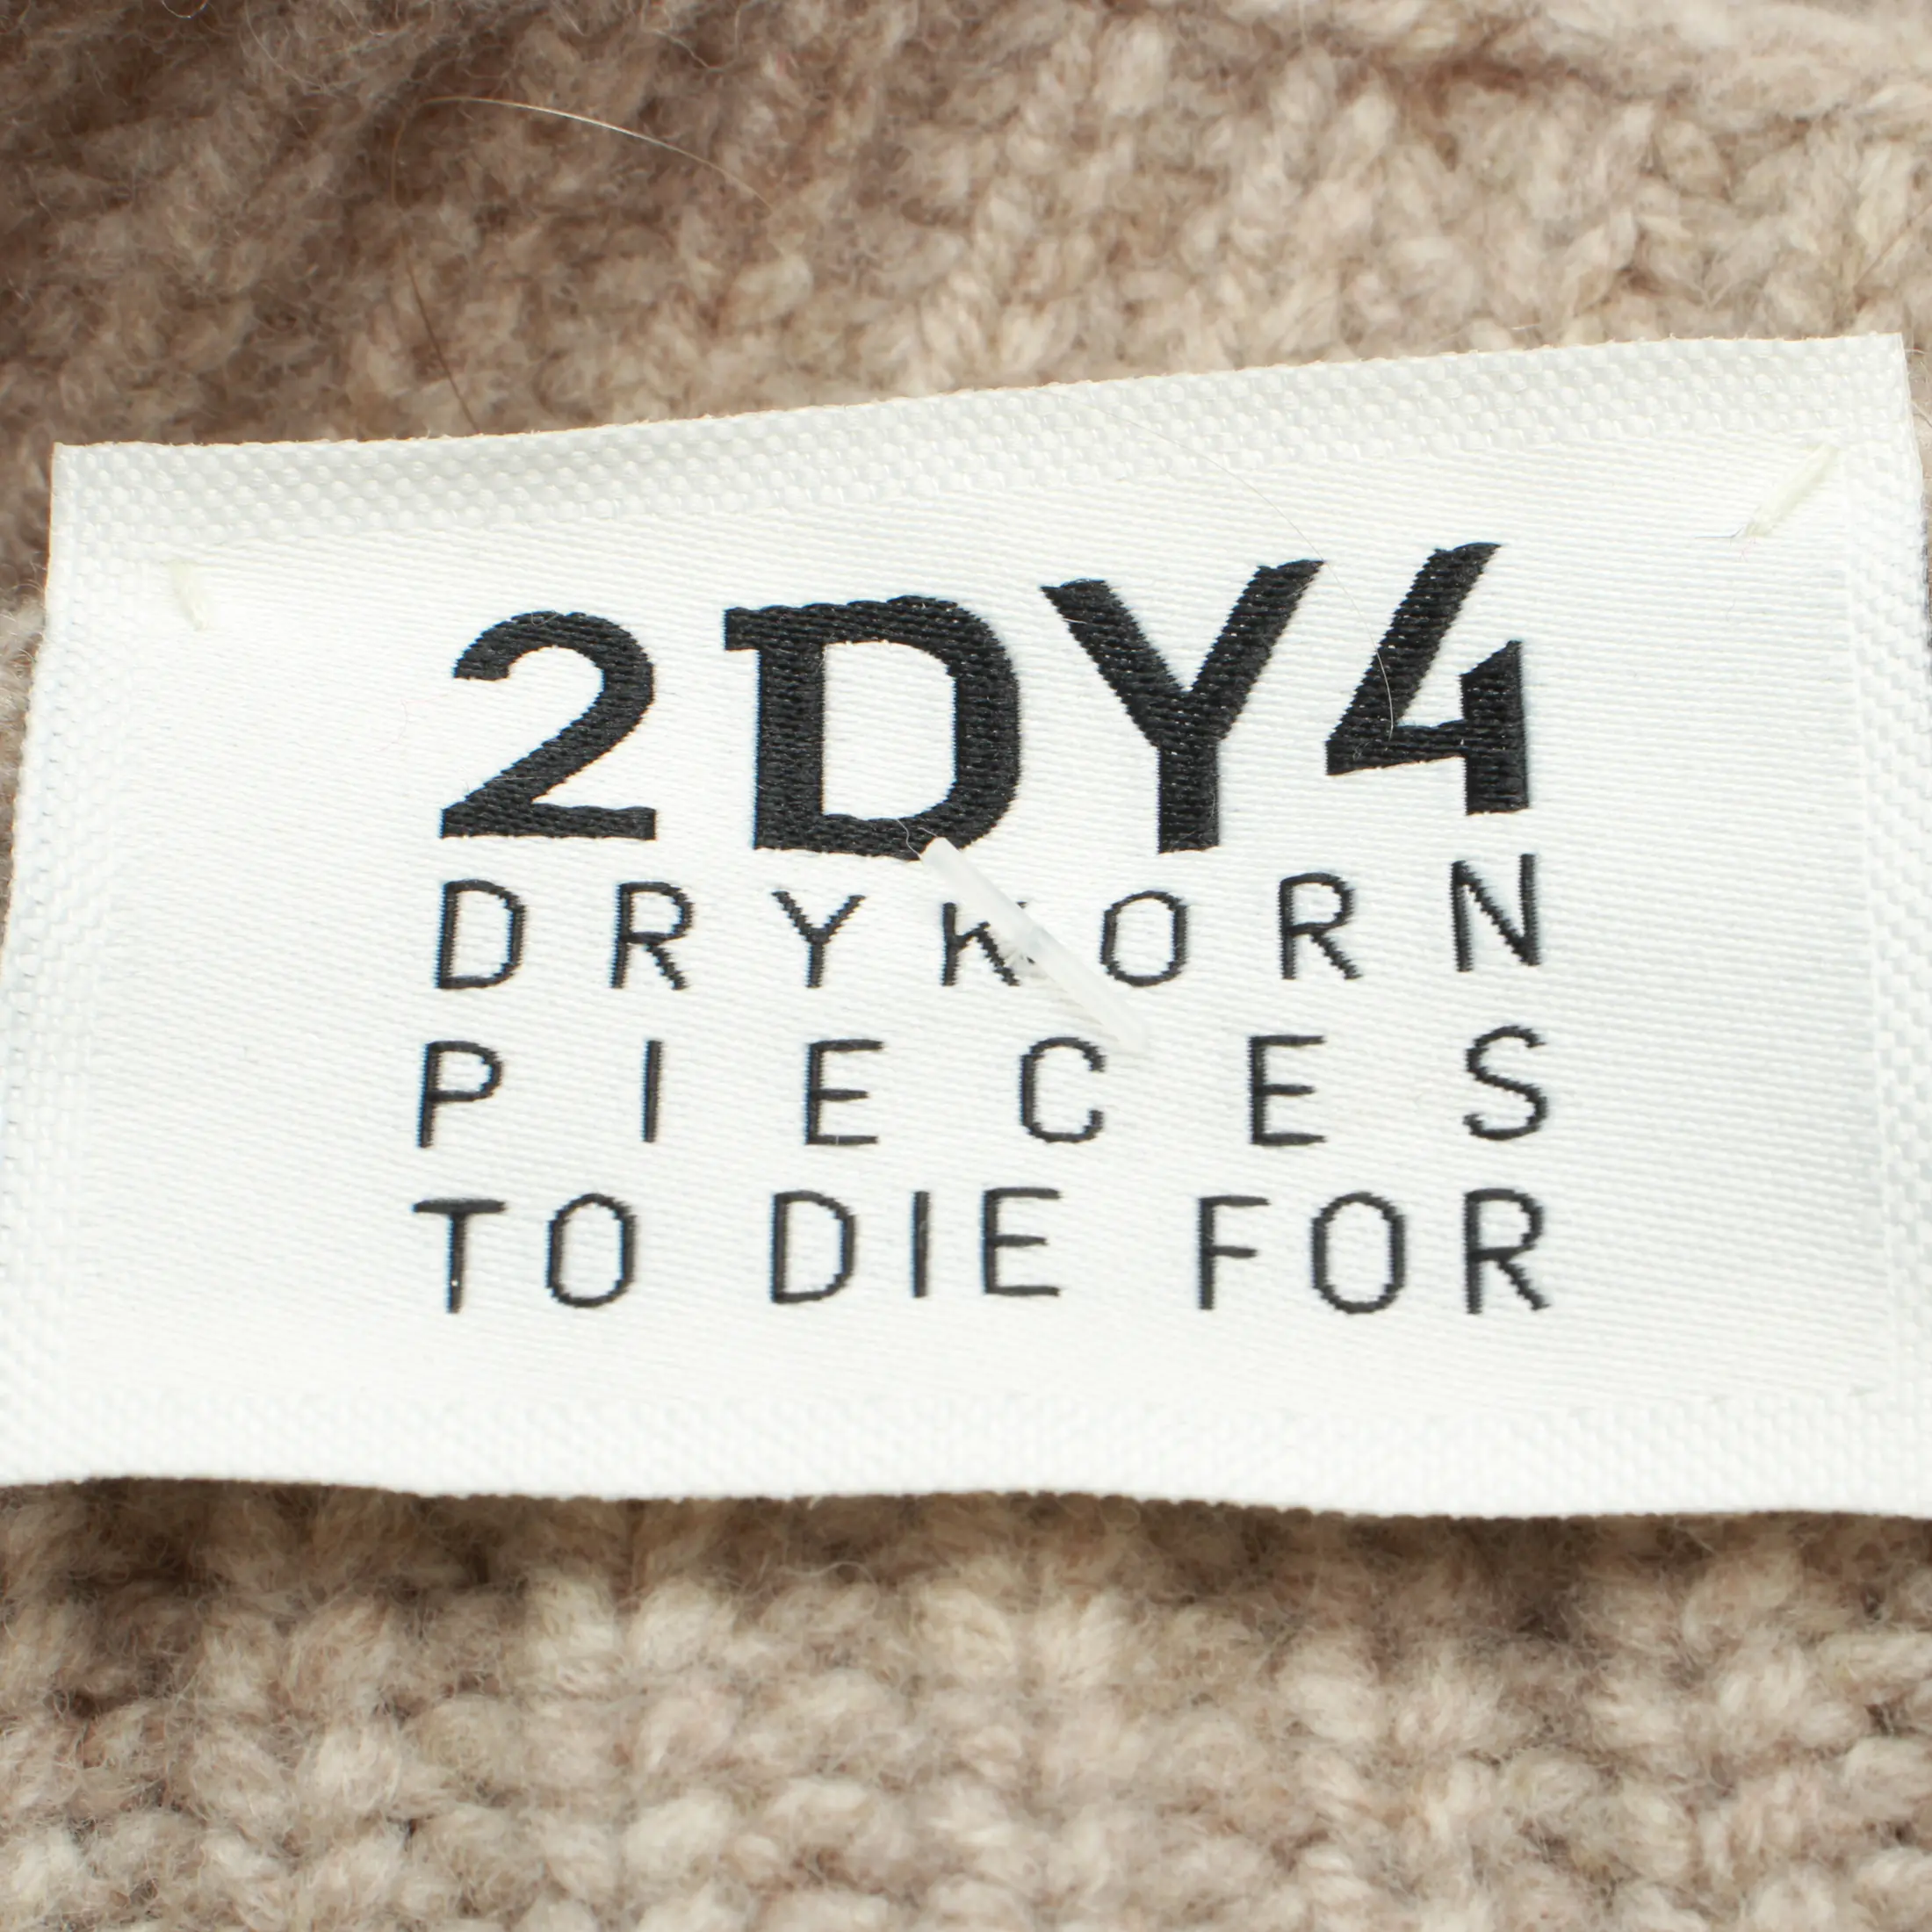 2DY4
DRYKORN
PIECES
TO DIE FOR